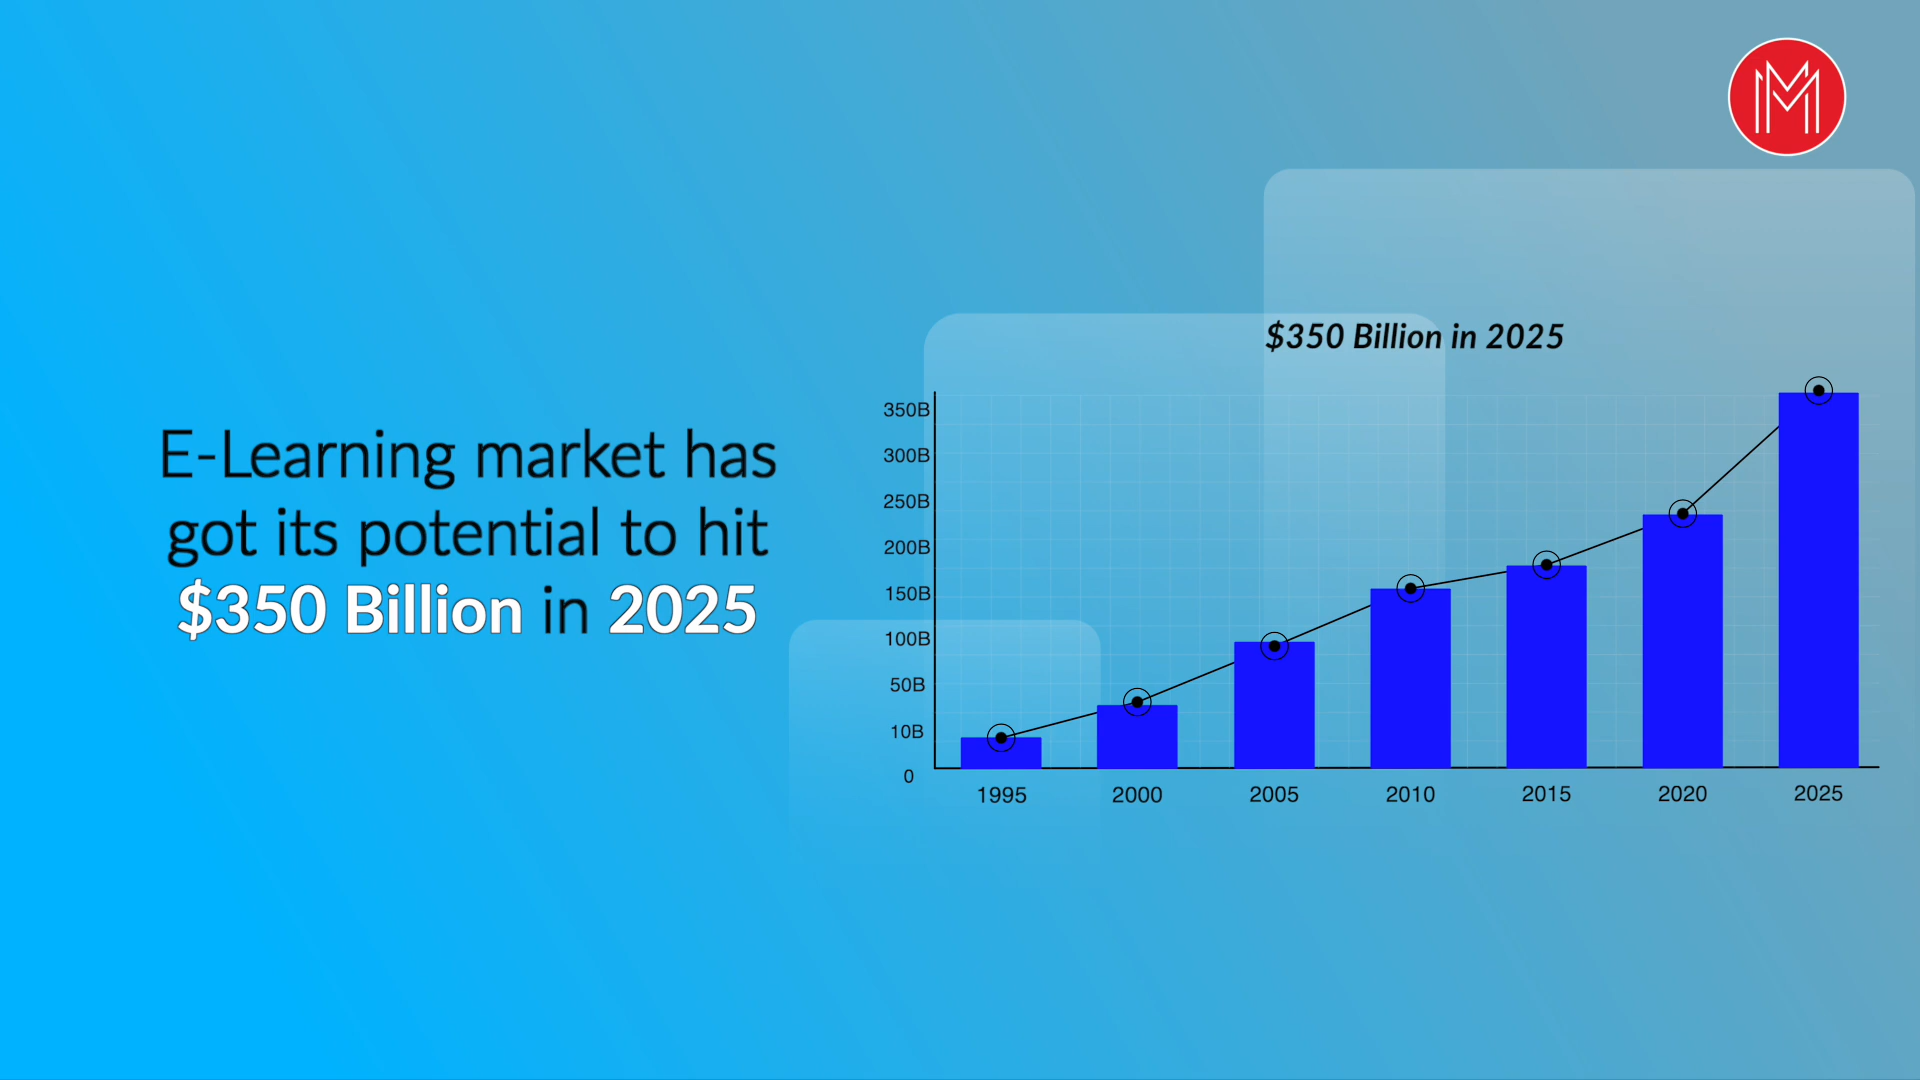 E-Learning market has
got its potential to hit
$350 Billion in 2025
$350 Billion in 2025
350B
300B
250B
200B
150B
100B
50B
10B
0
1995 2000 2005 2010 2015 2020 2025